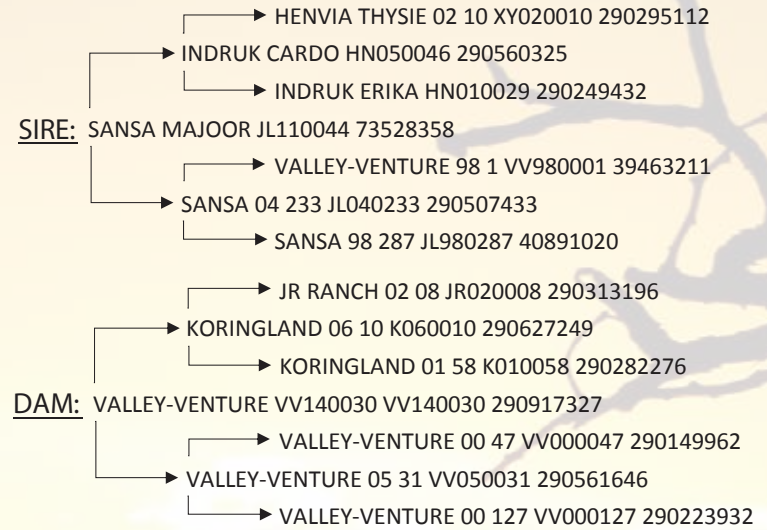 HENVIA THYSIE 02 10 XY020010 290295112
INDRUK CARDO HN050046 290560325
INDRUK ERIKA HN010029 290249432
SIRE: SANSA MAJOOR JL110044 73528358
VALLEY-VENTURE 98 1 VV980001 39463211
SANSA 04 233 JL040233 290507433
SANSA 98 287 JL980287 40891020
JR RANCH 02 08 JR020008 290313196
KORINGLAND 06 10 K060010 290627249
KORINGLAND 01 58 K010058 290282276
DAM: VALLEY-VENTURE VV140030 VV140030 290917327
VALLEY-VENTURE 00 47 VV000047 290149962
VALLEY-VENTURE 05 31 VV050031 290561646
VALLEY-VENTURE 00 127 VV000127 290223932